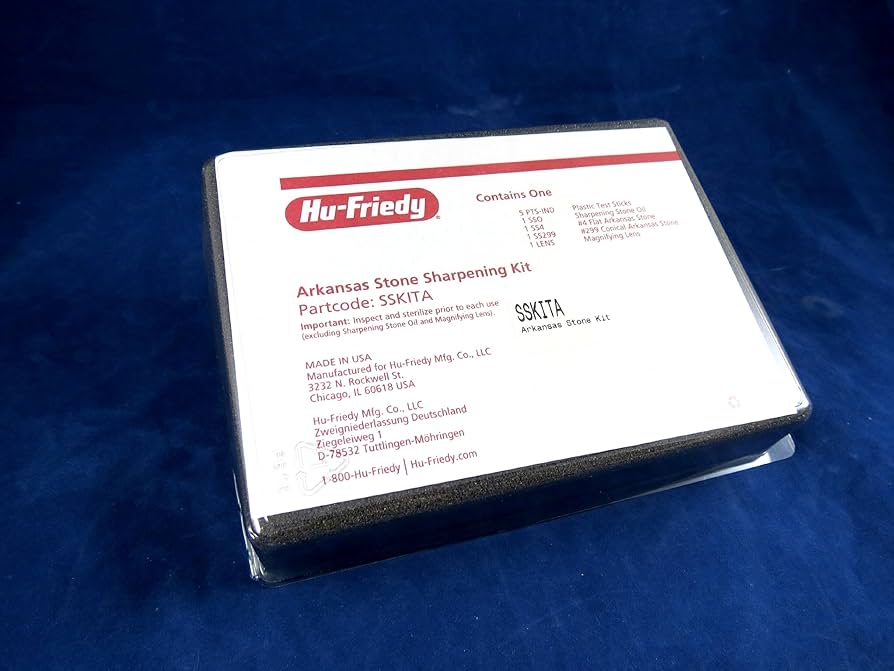 Hu-Friedy®
Contains One
5 PTS-IND Plastic Test Sticks
1 SSO Sharpening Stone Oil
1 SS4 #4 Flat Arkansas Stone
1 SS299 #299 Conical Arkansas Stone
1 LENS Magnifying Lens
Arkansas Stone Sharpening Kit
Partcode: SSKITA
Important: Inspect and sterilize prior to each use
(excluding Sharpening Stone Oil and Magnifying Lens).
SSKITA
Arkansas Stone Kit
MADE IN USA
Manufactured for Hu-Friedy Mfg. Co., LLC
3232 N. Rockwell St.
Chicago, IL 60618 USA
Hu-Friedy Mfg. Co., LLC
Zweigniederlassung Deutschland
Ziegeleiweg 1
D-78532 Tuttlingen-Möhringen
1-800-Hu-Friedy | Hu-Friedy.com